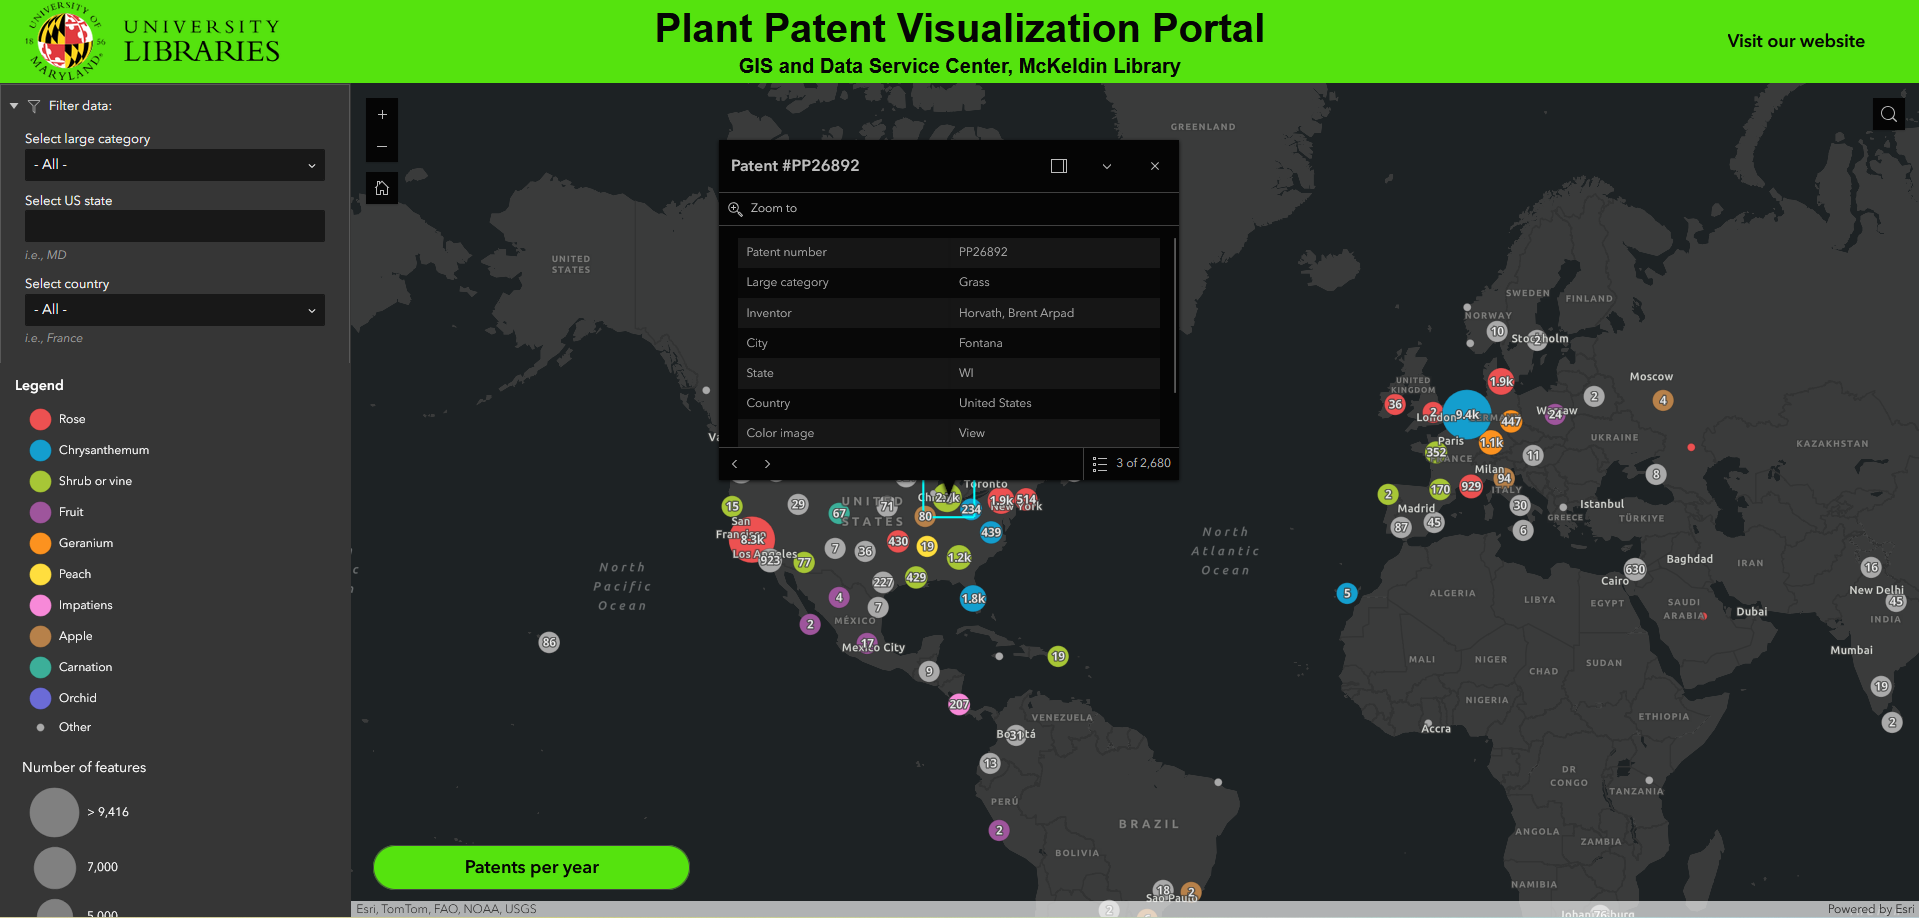 UNIVERSITY OF MARYLAND
18 56
UNIVERSITY
LIBRARIES
Plant Patent Visualization Portal
GIS and Data Service Center, McKeldin Library
Visit our website
Filter data:
Select large category
- All -
Select US state
i.e., MD
Select country
- All -
i.e., France
Legend
Rose
Chrysanthemum
Shrub or vine
Fruit
Geranium
Peach
Impatiens
Apple
Carnation
Orchid
Other
Number of features
> 9,416
7,000
5,000
+
−
Patent #PP26892
Zoom to
Patent number PP26892
Large category Grass
Inventor Horvath, Brent Arpad
City Fontana
State WI
Country United States
Color image View
3 of 2,680
GREENLAND
UNITED
STATES
SWEDEN
FINLAND
NORWAY
10
Stockholm
2
Moscow
4
UNITED
KINGDOM
1.9k
36
2
London
9.4k
447
Warsaw
24
2
Paris
1.1k
352
FRANCE
11
UKRAINE
KAZAKHSTAN
Milan
94
929
170
2
ITALY
8
Madrid
87
45
30
6
GREECE
Istanbul
TÜRKIYE
Toronto
2.7k
234
1.9k
514
New York
15
29
67
71
80
UNITED
STATES
San
Francisco
8.3k
Los Angeles
923
77
7
36
430
19
439
1.2k
227
429
1.8k
4
7
2
MÉXICO
17
Mexico City
86
9
19
207
North
Pacific
Ocean
North
Atlantic
Ocean
5
Cairo
630
Baghdad
IRAN
16
New Delhi
45
INDIA
ALGERIA
LIBYA
EGYPT
SAUDI
ARABIA
Dubai
Mumbai
MALI
NIGER
CHAD
SUDAN
19
2
NIGERIA
ETHIOPIA
Accra
VENEZUELA
Bogotá
31
13
PERÚ
2
BRAZIL
BOLIVIA
DR
CONGO
TANZANIA
ANGOLA
ZAMBIA
NAMIBIA
18
2
São Paulo
2
76
Patents per year
Esri, TomTom, FAO, NOAA, USGS
Powered by Esri